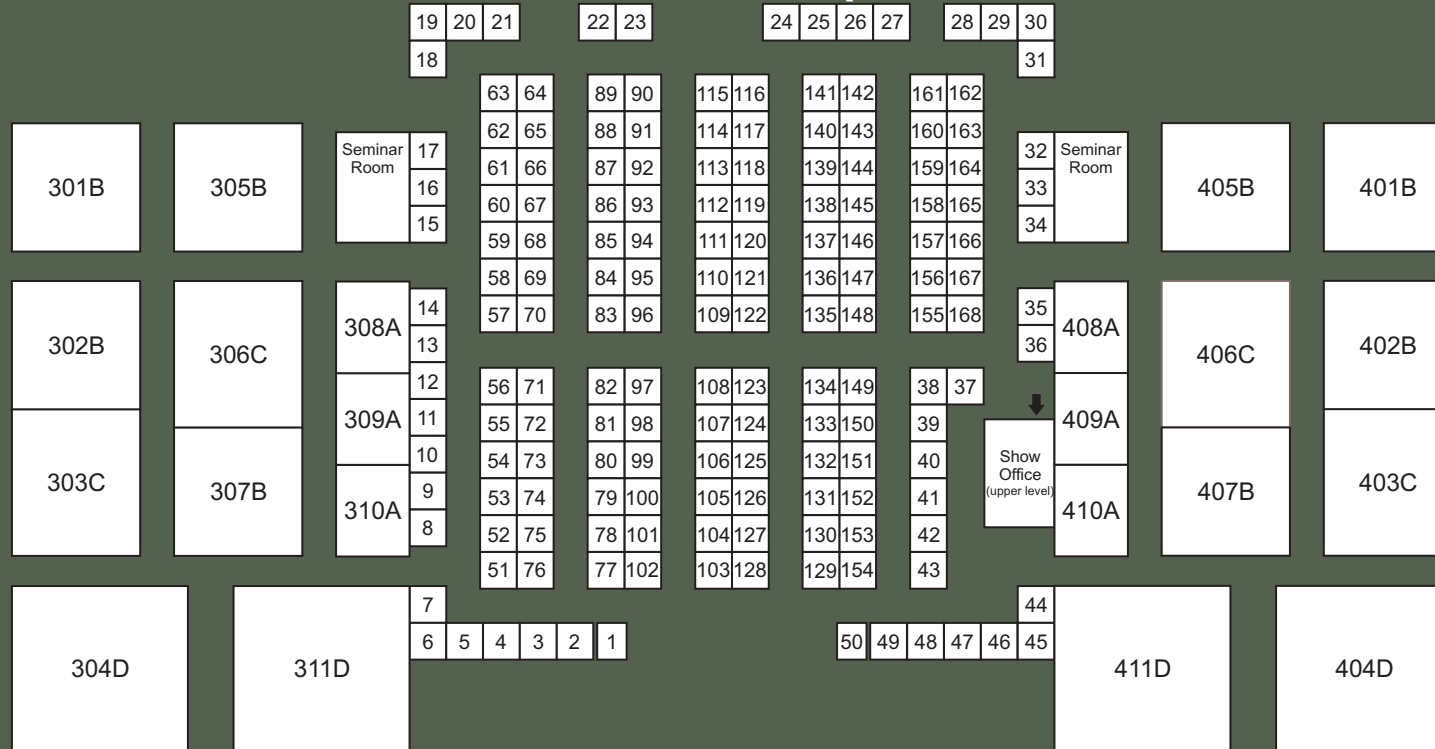 19 20 21 22 23 24 25 26 27 28 29 30
18 31
63 64 89 90 115 116 141 142 161 162
62 65 88 91 114 117 140 143 160 163
301B 305B Seminar Room 17 61 66 87 92 113 118 139 144 159 164 32 Seminar Room 405B 401B
16 60 67 86 93 112 119 138 145 158 165 33
15 59 68 85 94 111 120 137 146 157 166 34
58 69 84 95 110 121 136 147 156 167
14 57 70 83 96 109 122 135 148 155 168 35
302B 306C 308A 13 36 408A 406C 402B
12 56 71 82 97 108 123 134 149 38 37
309A 11 55 72 81 98 107 124 133 150 39 409A
10 54 73 80 99 106 125 132 151 40 Show
Office
(upper level)
303C 307B 9 53 74 79 100 105 126 131 152 41 407B 403C
310A 8 52 75 78 101 104 127 130 153 42 410A
51 76 77 102 103 128 129 154 43
7 44
6 5 4 3 2 1 50 49 48 47 46 45
304D 311D 411D 404D